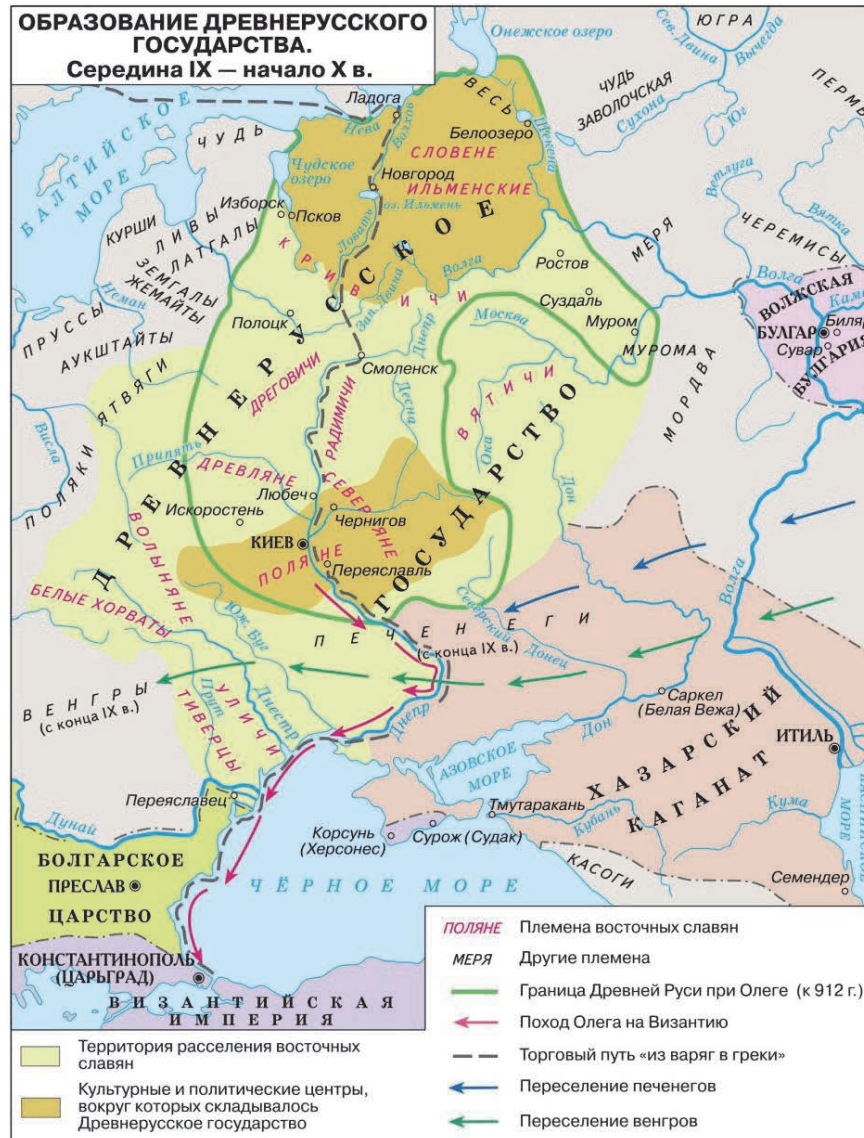 ОБРАЗОВАНИЕ ДРЕВНЕРУССКОГО
ГОСУДАРСТВА.
Середина IX — начало X в.
Онежское озеро
ЮГРА
Сев. Двина
Вычегда
ПЕРМЬ
ЧУДЬ
ЗАВОЛОЧСКАЯ
Сухона
Юг
Ладога
ВЕСЬ
Белоозеро
Шексна
Нева
Волхов
БАЛТИЙСКОЕ
МОРЕ
ЧУДЬ
Чудское
озеро
СЛОВЕНЕ
Новгород
ИЛЬМЕНСКИЕ
оз. Ильмень
Изборск
Псков
Ловать
Ветлуга
Вятка
ЧЕРЕМИСЫ
МЕРЯ
КУРШИ
ЛИВЫ
ЛАТГАЛЫ
ЗЕМГАЛЫ
ЖЕМАЙТЫ
Неман
ПРУССЫ
АУКШТАЙТЫ
КРИВИЧИ
Волга
Ростов
Суздаль
Волга
Кама
ВОЛЖСКАЯ
БУЛГАР
Биляр
Сувар
БУЛГАРИЯ
Полоцк
Зап. Двина
Днепр
Москва
Муром
МУРОМА
МОРДВА
Смоленск
ДРЕВНЕРУССКОЕ
ГОСУДАРСТВО
ЯТВЯГИ
ДРЕГОВИЧИ
РАДИМИЧИ
Десна
ВЯТИЧИ
Ока
Дон
Висла
ПОЛЯКИ
Припять
ДРЕВЛЯНЕ
Любеч
Искоростень
СЕВЕРЯНЕ
Чернигов
КИЕВ
ПОЛЯНЕ
Переяславль
ВОЛЫНЯНЕ
БЕЛЫЕ ХОРВАТЫ
Юж. Буг
Северский
Донец
Волга
ПЕЧЕНЕГИ
(с конца IX в.)
ВЕНГРЫ
(с конца IX в.)
Прут
УЛИЧИ
ТИВЕРЦЫ
Днестр
Днепр
Саркел
(Белая Вежа)
Дон
ХАЗАРСКИЙ
КАГАНАТ
ИТИЛЬ
АЗОВСКОЕ
МОРЕ
Тмутаракань
Кубань
Кума
МОРЕ
Переяславец
Дунай
Корсунь
(Херсонес)
Сурож (Судак)
КАСОГИ
Семендер
БОЛГАРСКОЕ
ПРЕСЛАВ
ЦАРСТВО
ЧЁРНОЕ МОРЕ
КОНСТАНТИНОПОЛЬ
(ЦАРЬГРАД)
ВИЗАНТИЙСКАЯ
ИМПЕРИЯ
Территория расселения восточных
славян
Культурные и политические центры,
вокруг которых складывалось
Древнерусское государство
ПОЛЯНЕ Племена восточных славян
МЕРЯ Другие племена
Граница Древней Руси при Олеге (к 912 г.)
Поход Олега на Византию
Торговый путь «из варяг в греки»
Переселение печенегов
Переселение венгров